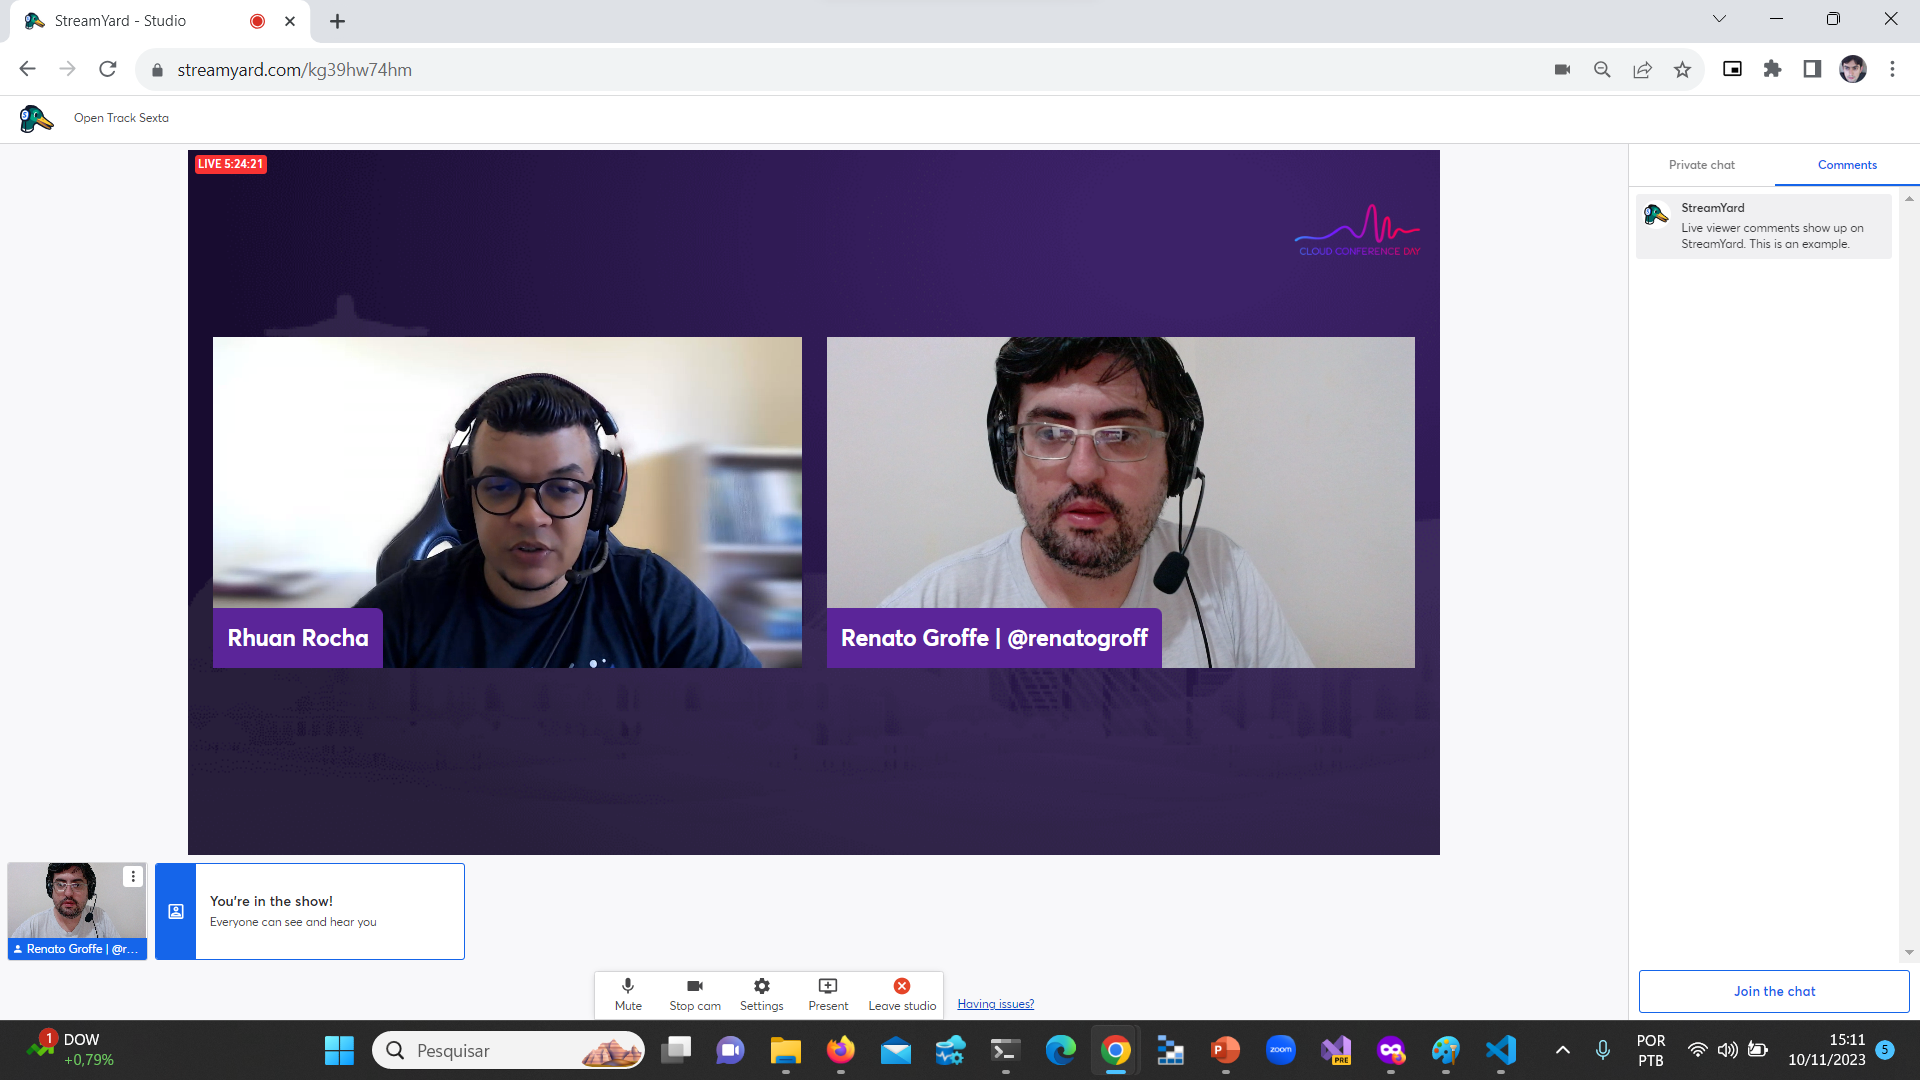 StreamYard - Studio
streamyard.com/kg39hw74hm
Open Track Sexta
LIVE 5:24:21
CLOUD CONFERENCE DAY
Rhuan Rocha
Renato Groffe | @renatogroff
Private chat
Comments
StreamYard
Live viewer comments show up on
StreamYard. This is an example.
Renato Groffe | @r...
You're in the show!
Everyone can see and hear you
Mute
Stop cam
Settings
Present
Leave studio
Having issues?
Join the chat
1
DOW
+0,79%
Pesquisar
zoom
PRE
POR
PTB
15:11
10/11/2023
5